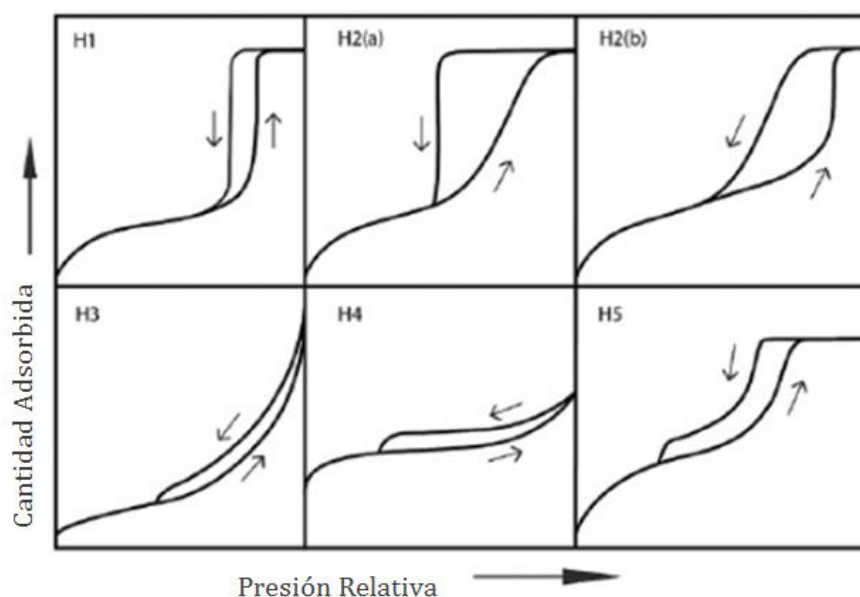 H1
H2(a)
H2(b)
H3
H4
H5
Cantidad Adsorbida
Presión Relativa